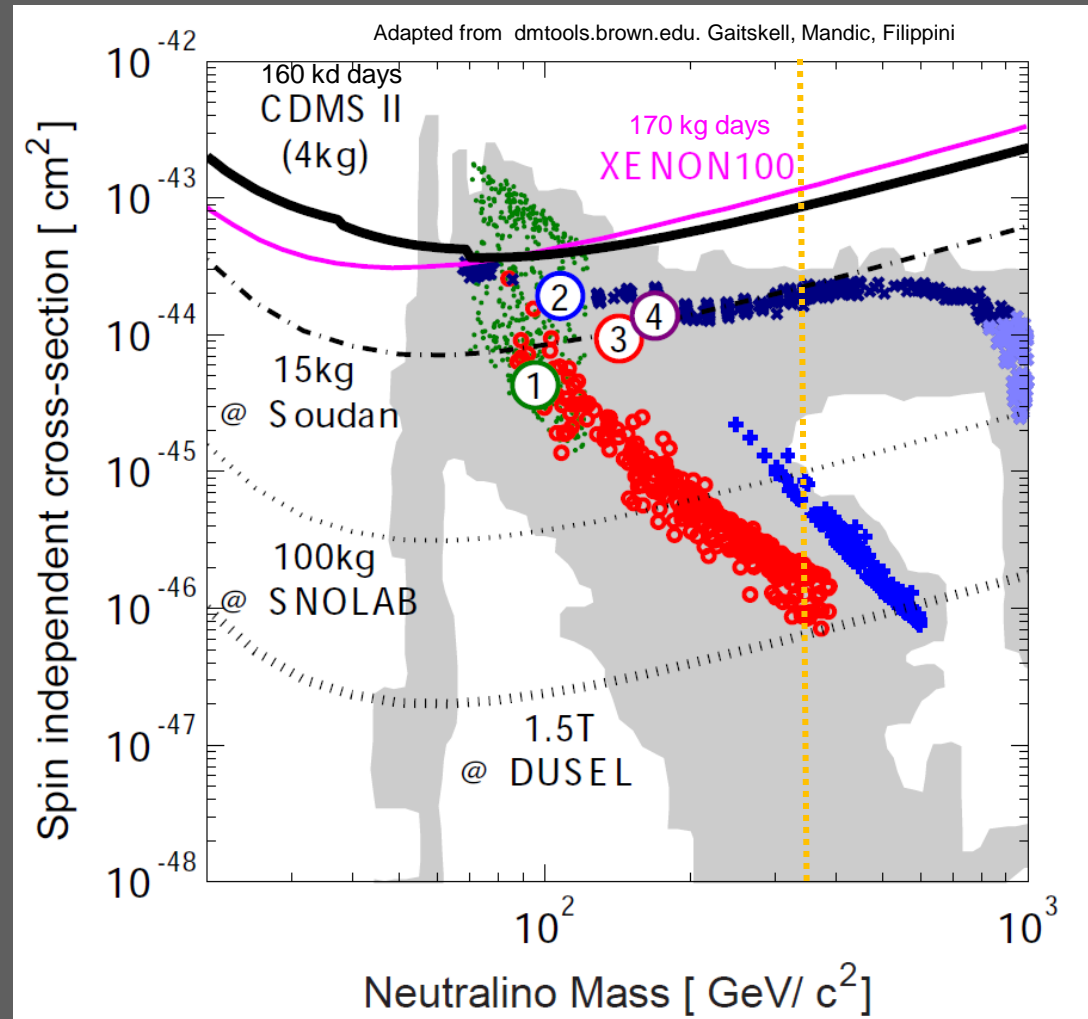 Adapted from dmtools.brown.edu. Gaitskell, Mandic, Filippini
160 kd days
CDMS II
(4kg)
170 kg days
XENON100
15kg
@ Soudan
100kg
@ SNOLAB
1.5T
@ DUSEL
1
2
3
4
10^-42
10^-43
10^-44
10^-45
10^-46
10^-47
10^-48
Spin independent cross-section [ cm^2]
10^2
10^3
Neutralino Mass [ GeV/ c^2]